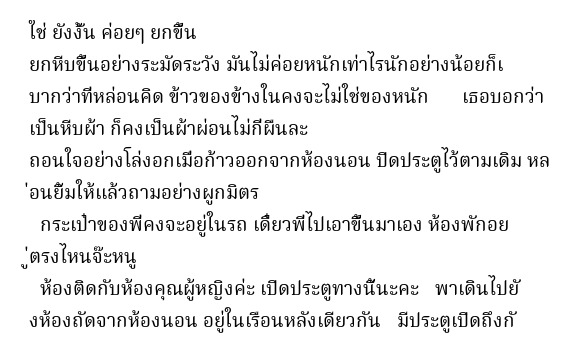 ใช่ ยังงั้น ค่อยๆ ยกขึ้น
ยกหีบขึ้นอย่างระมัดระวัง มันไม่ค่อยหนักเท่าไรนักอย่างน้อยก็เ
บากว่าที่หล่อนคิด ข้าวของข้างในคงจะไม่ใช่ของหนัก เธอบอกว่า
เป็นหีบผ้า ก็คงเป็นผ้าผ่อนไม่กี่ผืนละ
ถอนใจอย่างโล่งอกเมื่อก้าวออกจากห้องนอน ปิดประตูไว้ตามเดิม หล
่อนยิ้มให้แล้วถามอย่างผูกมิตร
กระเป๋าของพี่คงจะอยู่ในรถ เดี๋ยวพี่ไปเอาขึ้นมาเอง ห้องพักอย
ู่ตรงไหนจ๊ะหนู
ห้องติดกับห้องคุณผู้หญิงค่ะ เปิดประตูทางนี้นะคะ พาเดินไปยั
งห้องถัดจากห้องนอน อยู่ในเรือนหลังเดียวกัน มีประตูเปิดถึงกั